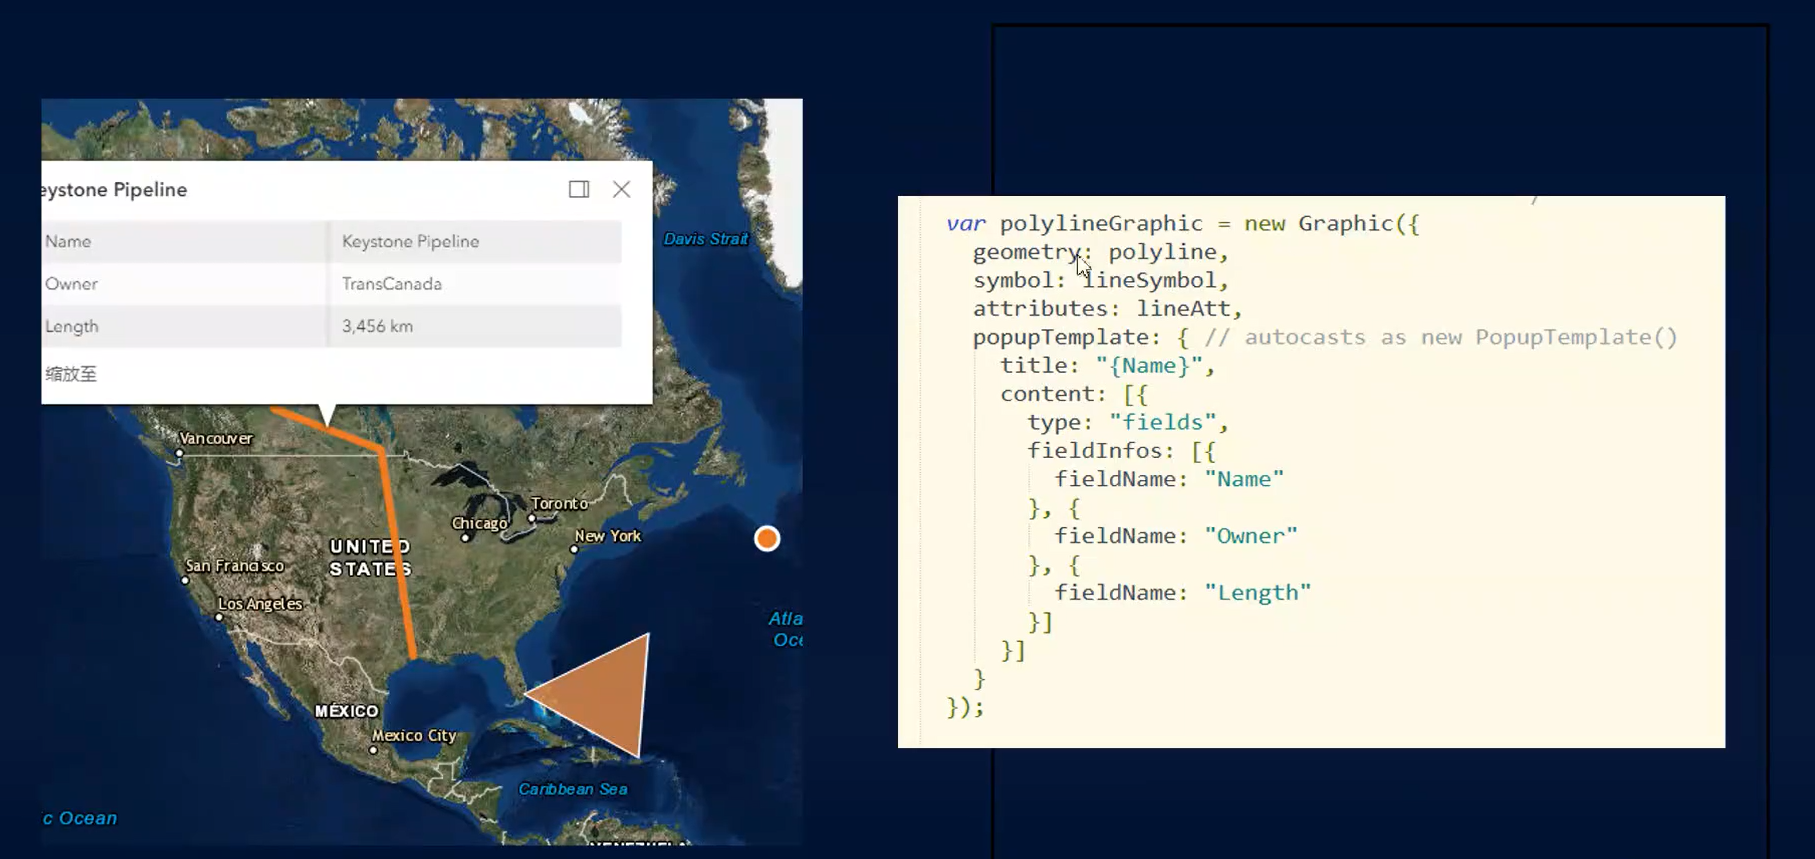 eystone Pipeline
Name Keystone Pipeline
Owner TransCanada
Length 3,456 km
缩放至
Davis Strait
Vancouver
Toronto
Chicago
New York
UNITED
STATES
San Francisco
Los Angeles
Atla
Oce
MÉXICO
Mexico City
Caribbean Sea
c Ocean
VENEZUELA
var polylineGraphic = new Graphic({
geometry: polyline,
symbol: lineSymbol,
attributes: lineAtt,
popupTemplate: { // autocasts as new PopupTemplate()
title: "{Name}",
content: [{
type: "fields",
fieldInfos: [{
fieldName: "Name"
}, {
fieldName: "Owner"
}, {
fieldName: "Length"
}]
}]
}
});